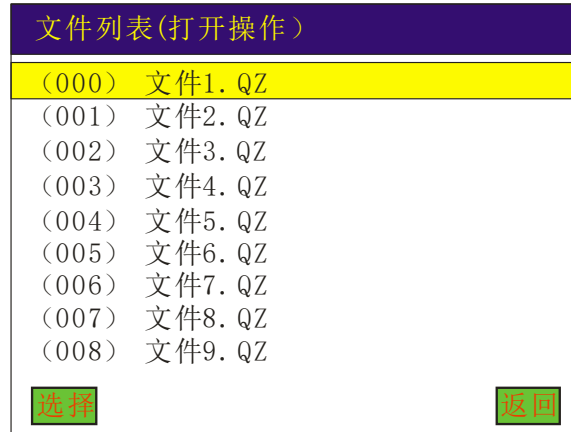 文件列表(打开操作）
（000） 文件1.QZ
（001） 文件2.QZ
（002） 文件3.QZ
（003） 文件4.QZ
（004） 文件5.QZ
（005） 文件6.QZ
（006） 文件7.QZ
（007） 文件8.QZ
（008） 文件9.QZ
选择 返回